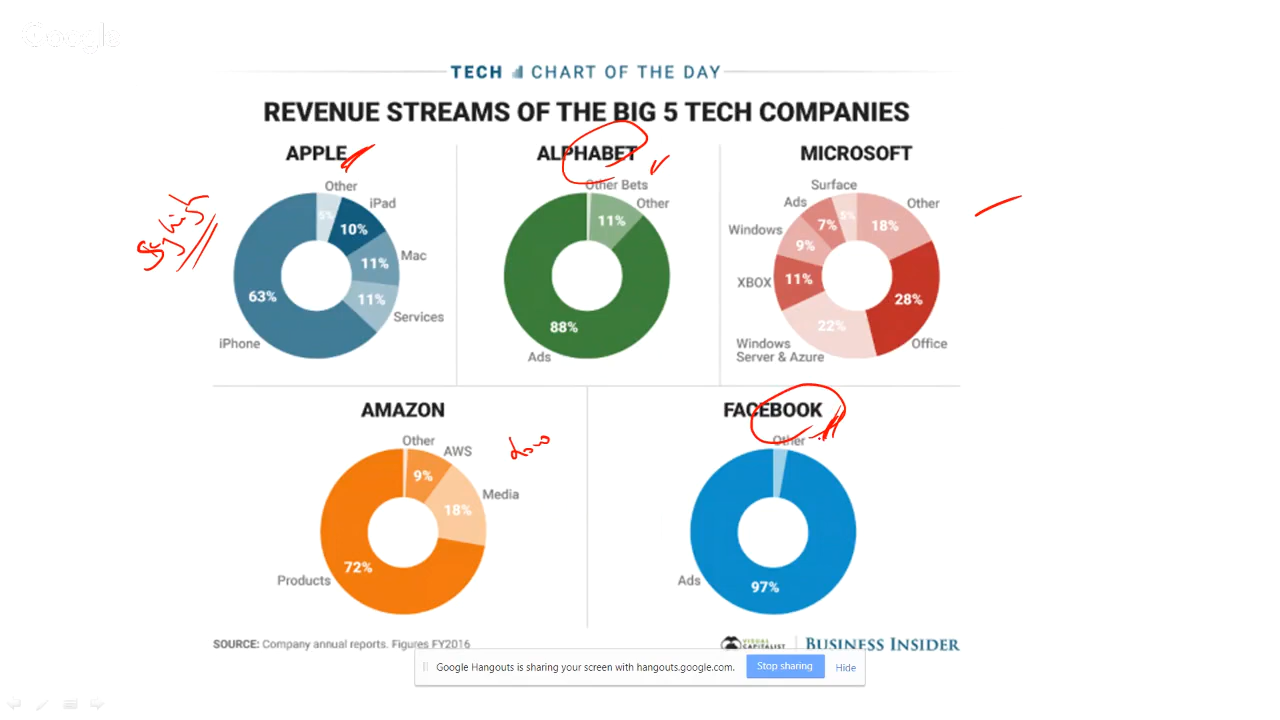 Google
TECH CHART OF THE DAY
REVENUE STREAMS OF THE BIG 5 TECH COMPANIES
APPLE
Other
5%
iPad
10%
Mac
11%
Services
11%
iPhone
63%
ALPHABET
Other Bets
Other
11%
Ads
88%
MICROSOFT
Surface
5%
Other
18%
Ads
7%
Windows
9%
XBOX
11%
Windows
Server & Azure
22%
Office
28%
AMAZON
Other
AWS
9%
Media
18%
Products
72%
FACEBOOK
Other
Ads
97%
SOURCE: Company annual reports. Figures FY2016
VISUAL
CAPITALIST
BUSINESS INSIDER
Google Hangouts is sharing your screen with hangouts.google.com.
Stop sharing
Hide